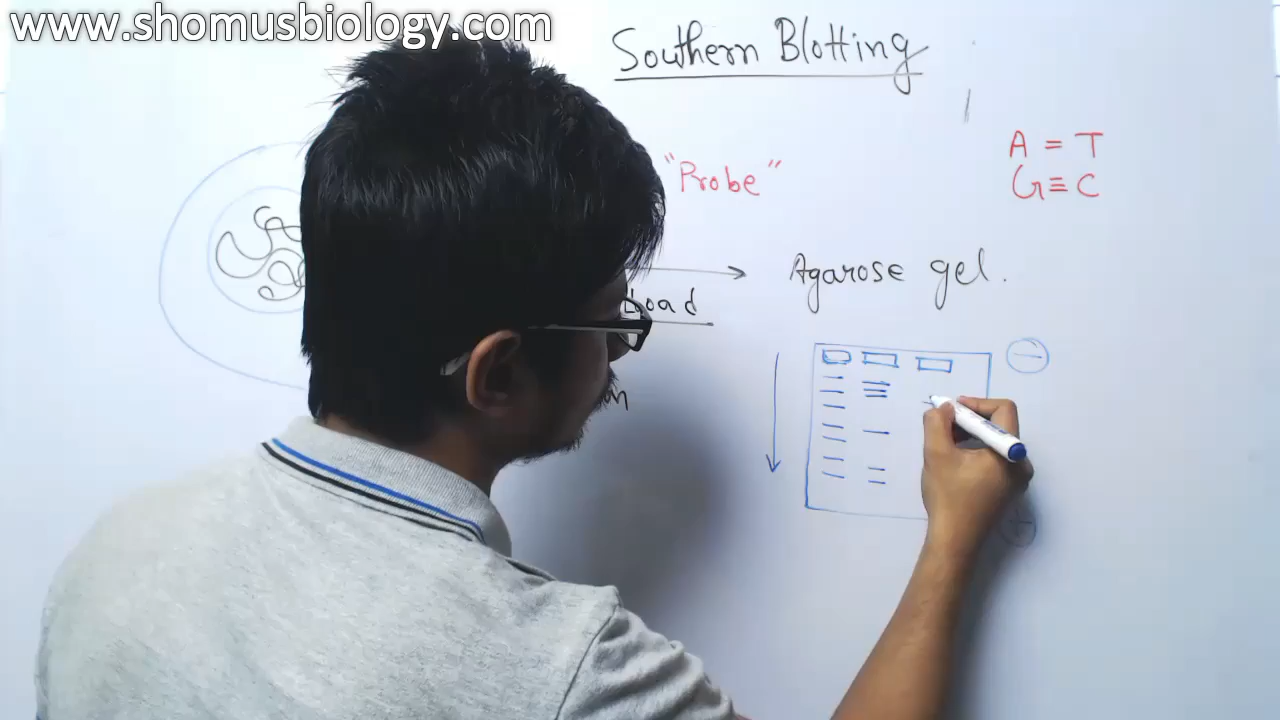 www.shomusbiology.com
Southern Blotting
"Probe"
A = T
G ≡ C
Agarose gel.
Load
−
+